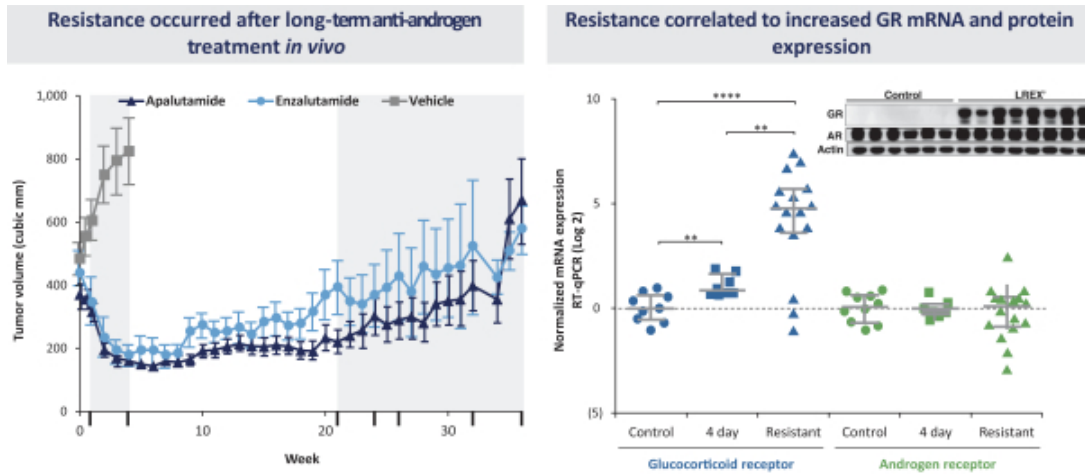 Resistance occurred after long-term anti-androgen
treatment in vivo
Resistance correlated to increased GR mRNA and protein
expression
Apalutamide
Enzalutamide
Vehicle
Tumor volume (cubic mm)
1,000
800
600
400
200
0
0
10
20
30
Week
Normalized mRNA expression
RT-qPCR (Log 2)
10
5
0
(5)
****
**
**
Control
LREX'
GR
AR
Actin
Control
4 day
Resistant
Control
4 day
Resistant
Glucocorticoid receptor
Androgen receptor